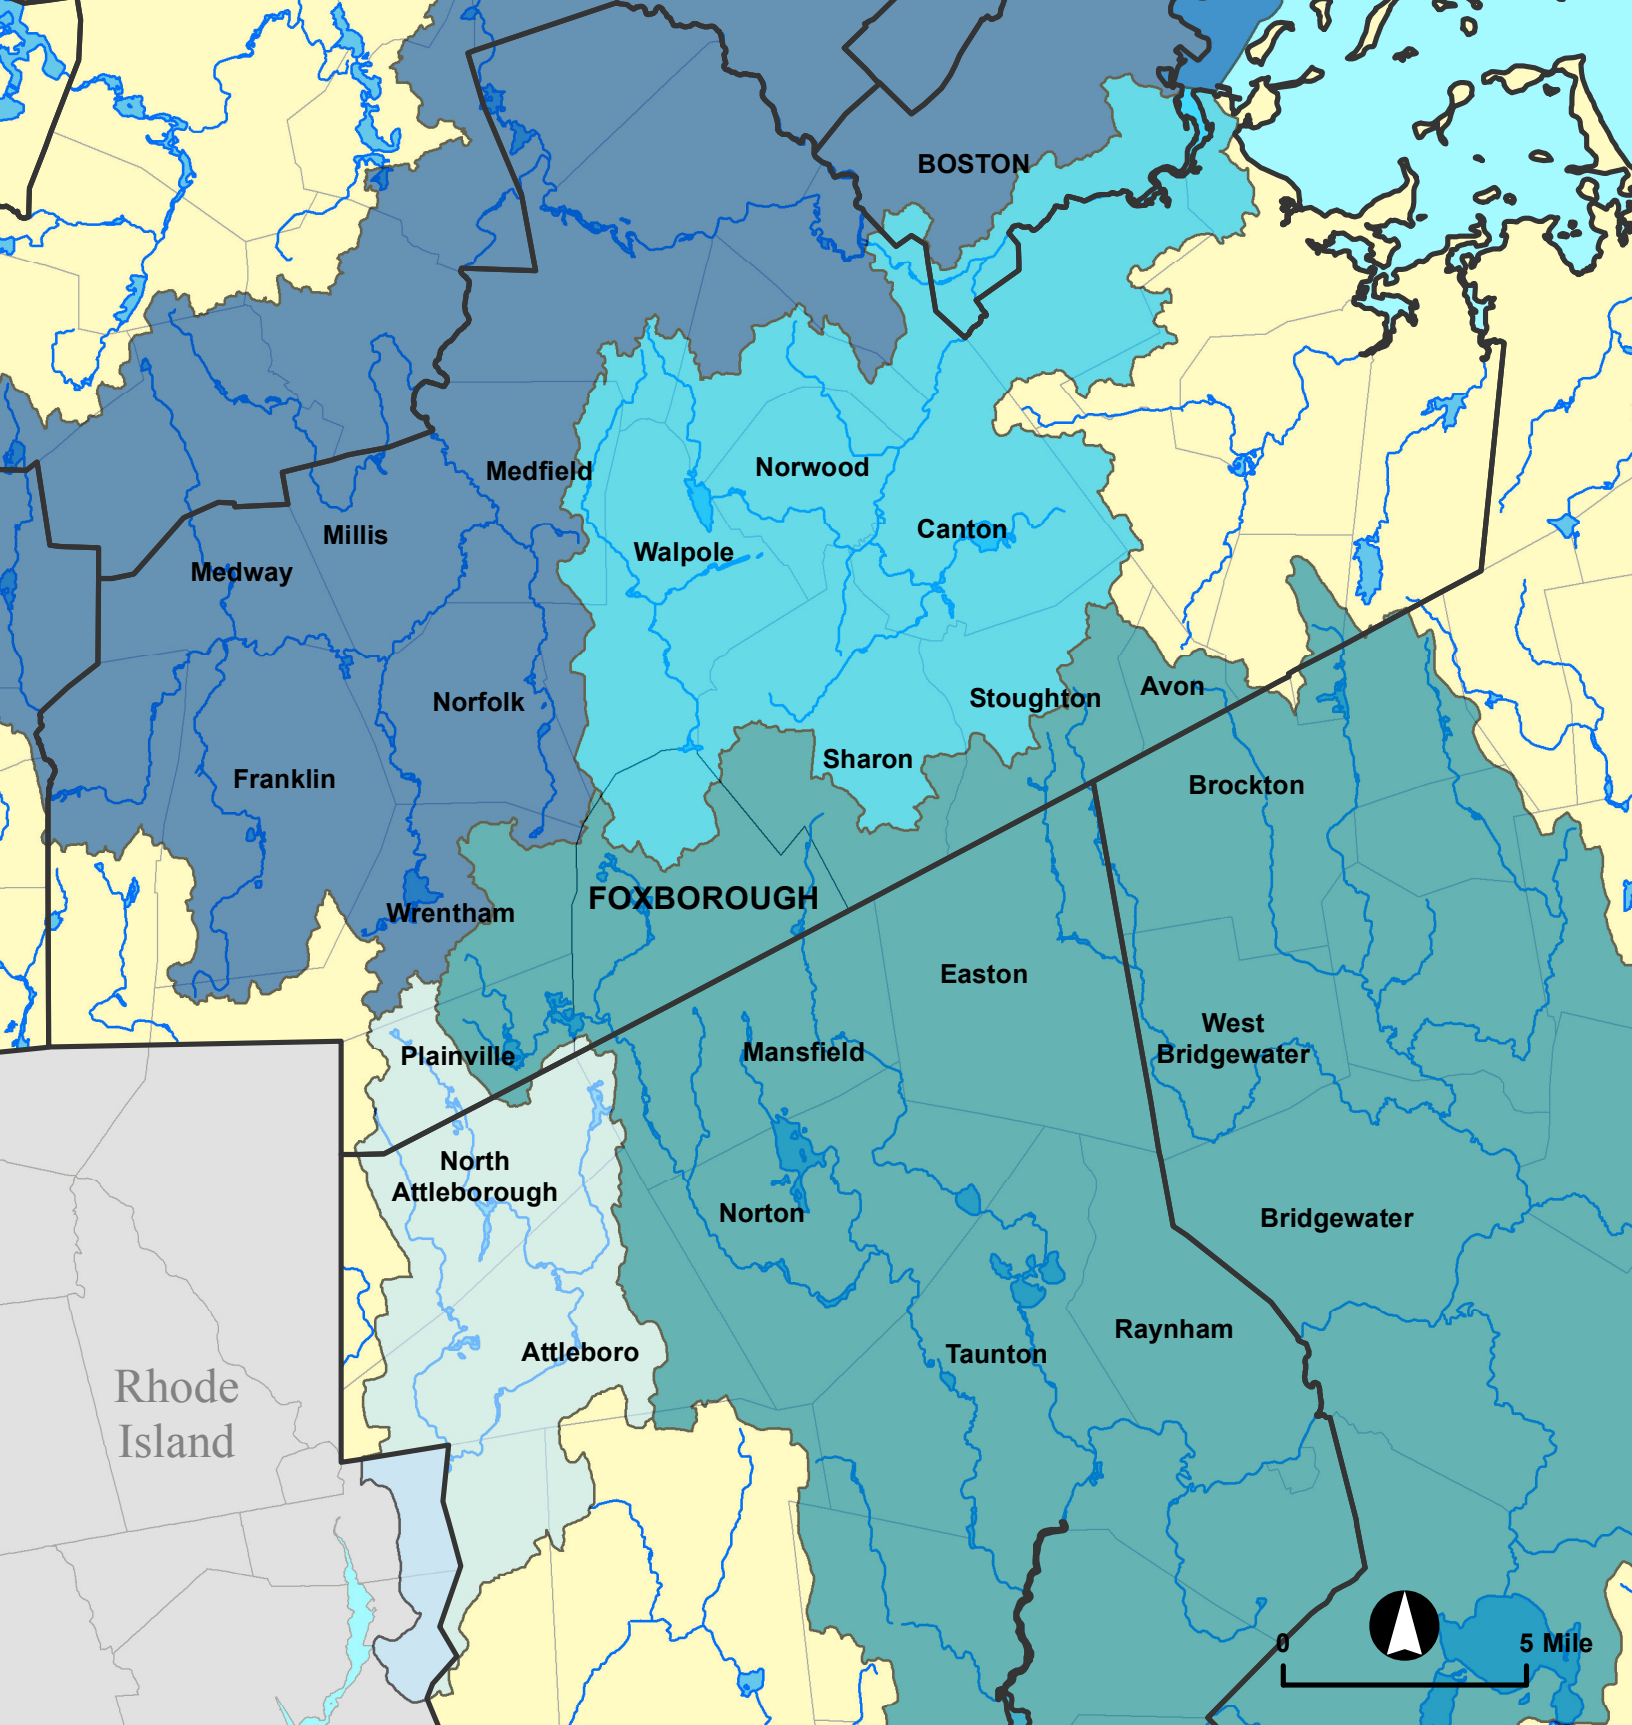 BOSTON
Norwood
Medfield
Canton
Millis
Walpole
Medway
Avon
Stoughton
Norfolk
Sharon
Franklin
Brockton
FOXBOROUGH
Wrentham
Easton
West
Bridgewater
Mansfield
Plainville
North
Attleborough
Norton
Bridgewater
Raynham
Attleboro
Taunton
Rhode
Island
0
5 Mile